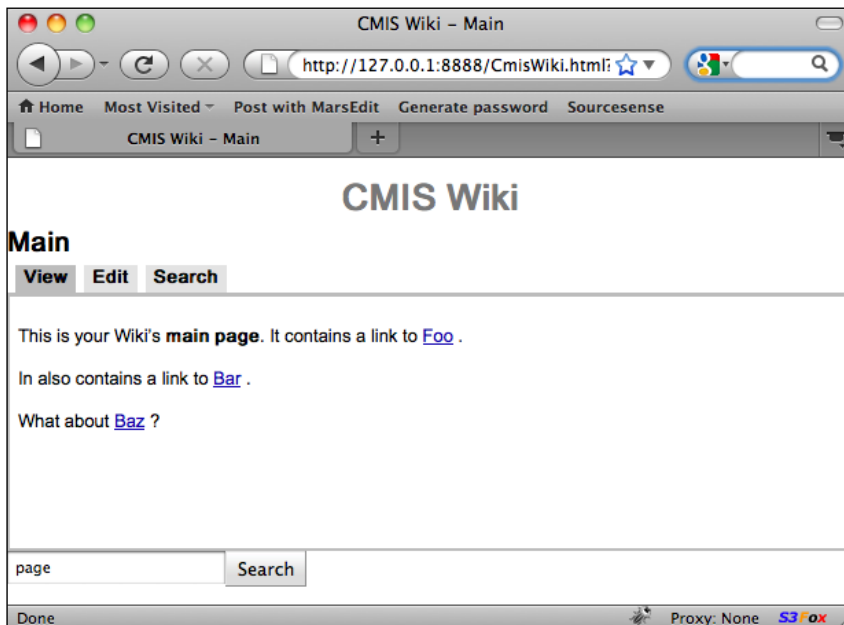 CMIS Wiki – Main
http://127.0.0.1:8888/CmisWiki.html?
Home Most Visited Post with MarsEdit Generate password Sourcesense
CMIS Wiki – Main
CMIS Wiki
Main
View Edit Search
This is your Wiki's main page. It contains a link to Foo .
In also contains a link to Bar .
What about Baz ?
page Search
Done Proxy: None S3Fox